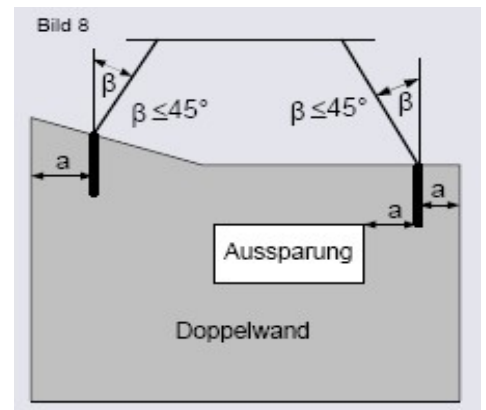 Bild 8
β
β
β ≤45°
β ≤45°
a
a
a
Aussparung
Doppelwand